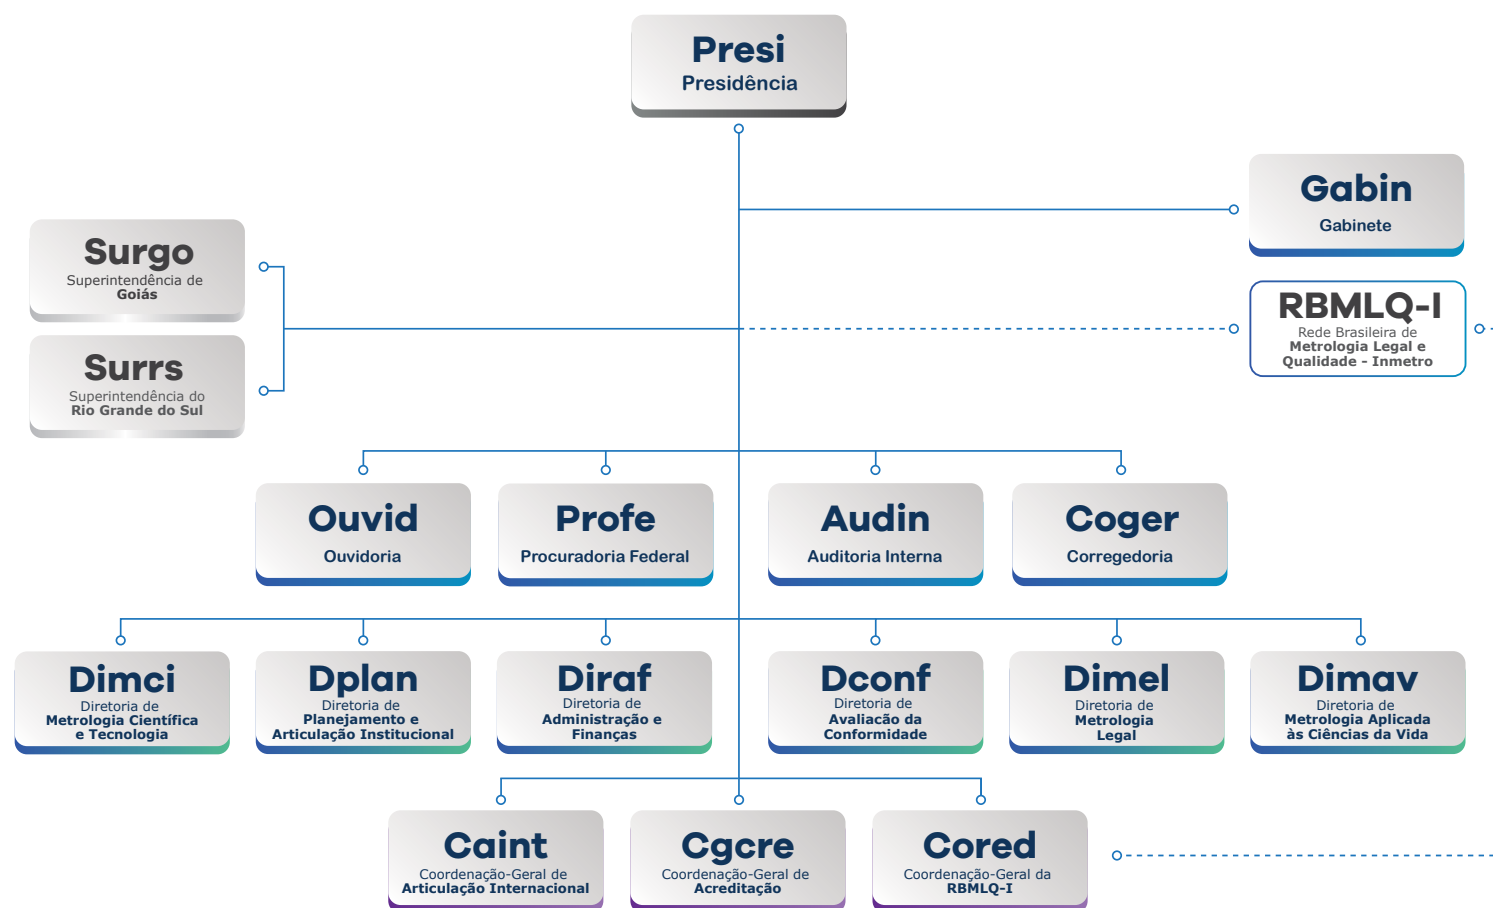 Presi
Presidência
Gabin
Gabinete
Surgo
Superintendência de
Goiás
RBMLQ-I
Rede Brasileira de
Metrologia Legal e
Qualidade - Inmetro
Surrs
Superintendência do
Rio Grande do Sul
Ouvid
Ouvidoria
Profe
Procuradoria Federal
Audin
Auditoria Interna
Coger
Corregedoria
Dimci
Diretoria de
Metrologia Científica
e Tecnologia
Dplan
Diretoria de
Planejamento e
Articulação Institucional
Diraf
Diretoria de
Administração e
Finanças
Dconf
Diretoria de
Avaliacão da
Conformidade
Dimel
Diretoria de
Metrologia
Legal
Dimav
Diretoria de
Metrologia Aplicada
às Ciências da Vida
Caint
Coordenação-Geral de
Articulação Internacional
Cgcre
Coordenação-Geral de
Acreditação
Cored
Coordenação-Geral da
RBMLQ-I